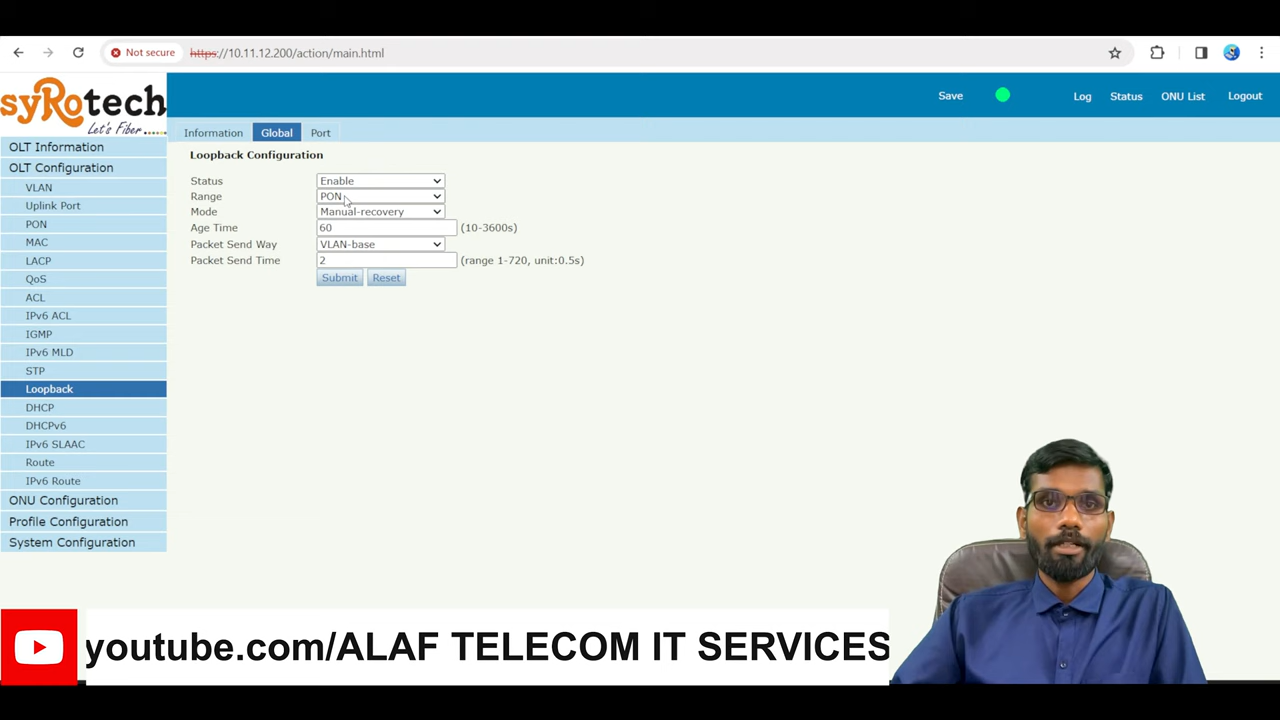 Not secure
https://10.11.12.200/action/main.html
syRotech
Let's Fiber.....
Save
Log
Status
ONU List
Logout
Information
Global
Port
OLT Information
OLT Configuration
VLAN
Uplink Port
PON
MAC
LACP
QoS
ACL
IPv6 ACL
IGMP
IPv6 MLD
STP
Loopback
DHCP
DHCPv6
IPv6 SLAAC
Route
IPv6 Route
ONU Configuration
Profile Configuration
System Configuration
Loopback Configuration
Status Enable
Range PON
Mode Manual-recovery
Age Time 60 (10-3600s)
Packet Send Way VLAN-base
Packet Send Time 2 (range 1-720, unit:0.5s)
Submit Reset
youtube.com/ALAF TELECOM IT SERVICES